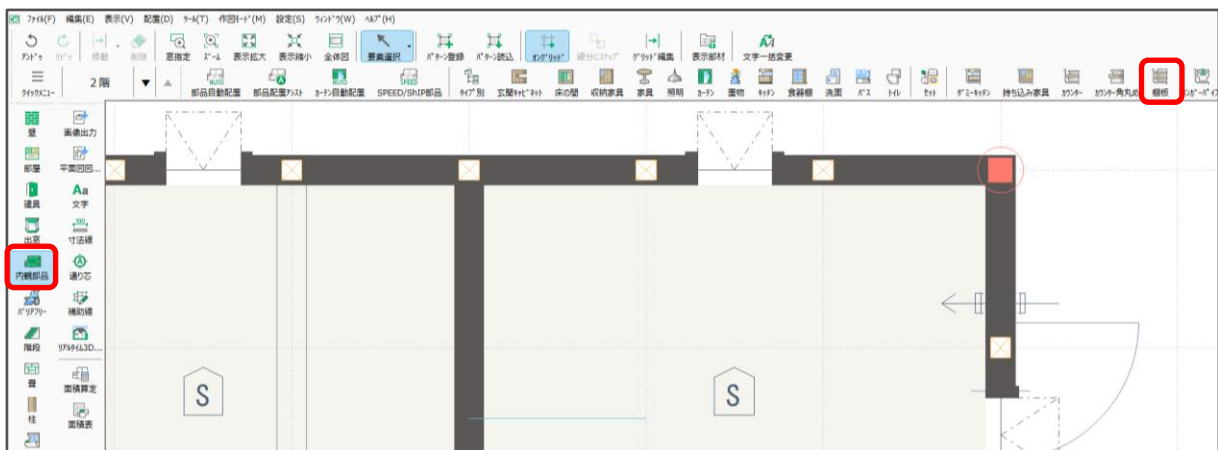 ファイル(F) 編集(E) 表示(V) 配置(D) ツール(T) 作図モード(M) 設定(S) ウィンドウ(W) ヘルプ(H)
アンドゥ リドゥ 移動 削除 窓指定 ズーム 表示拡大 表示縮小 全体図 要素選択 パターン登録 パターン読込 オングリッド 線分にスナップ グリッド編集 表示部材 文字一括変更
クイックメニュー 2階 部品自動配置 部品配置アシスト カーテン自動配置 SPEED/ShIP部品 タイプ別 玄関キャビネット 床の間 収納家具 家具 照明 カーテン 置物 キッチン 食器棚 洗面 バス トイレ セット ダミーキッチン 持ち込み家具 カウンター カウンター角丸め 棚板
壁 画像出力
部屋 平面図図...
建具 文字
出窓 寸法線
内観部品 通り芯
バリアフリー 補助線
階段 リアルタイム3D...
畳 面積算定
柱 面積表
S S